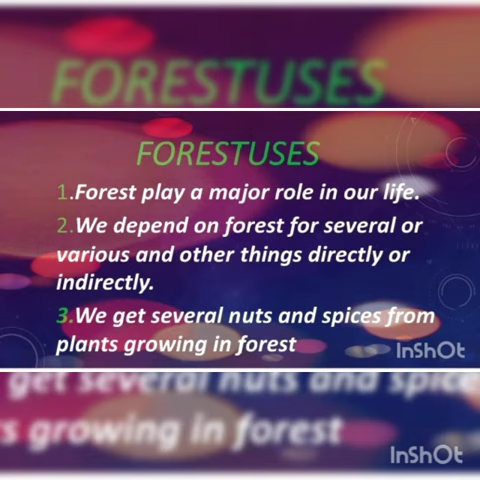 FORESTUSES
FORESTUSES
1.Forest play a major role in our life.
2.We depend on forest for several or
various and other things directly or
indirectly.
3.We get several nuts and spices from
plants growing in forest
InShOt
get several nuts and spice
s growing in forest
InShOt